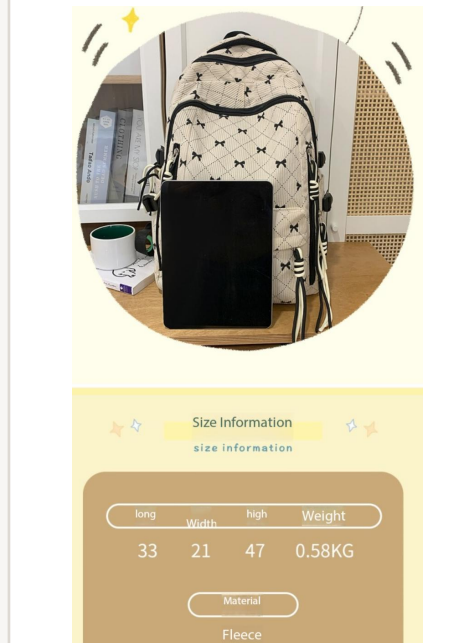 Size Information
size information
long Width high Weight
33 21 47 0.58KG
Material
Fleece